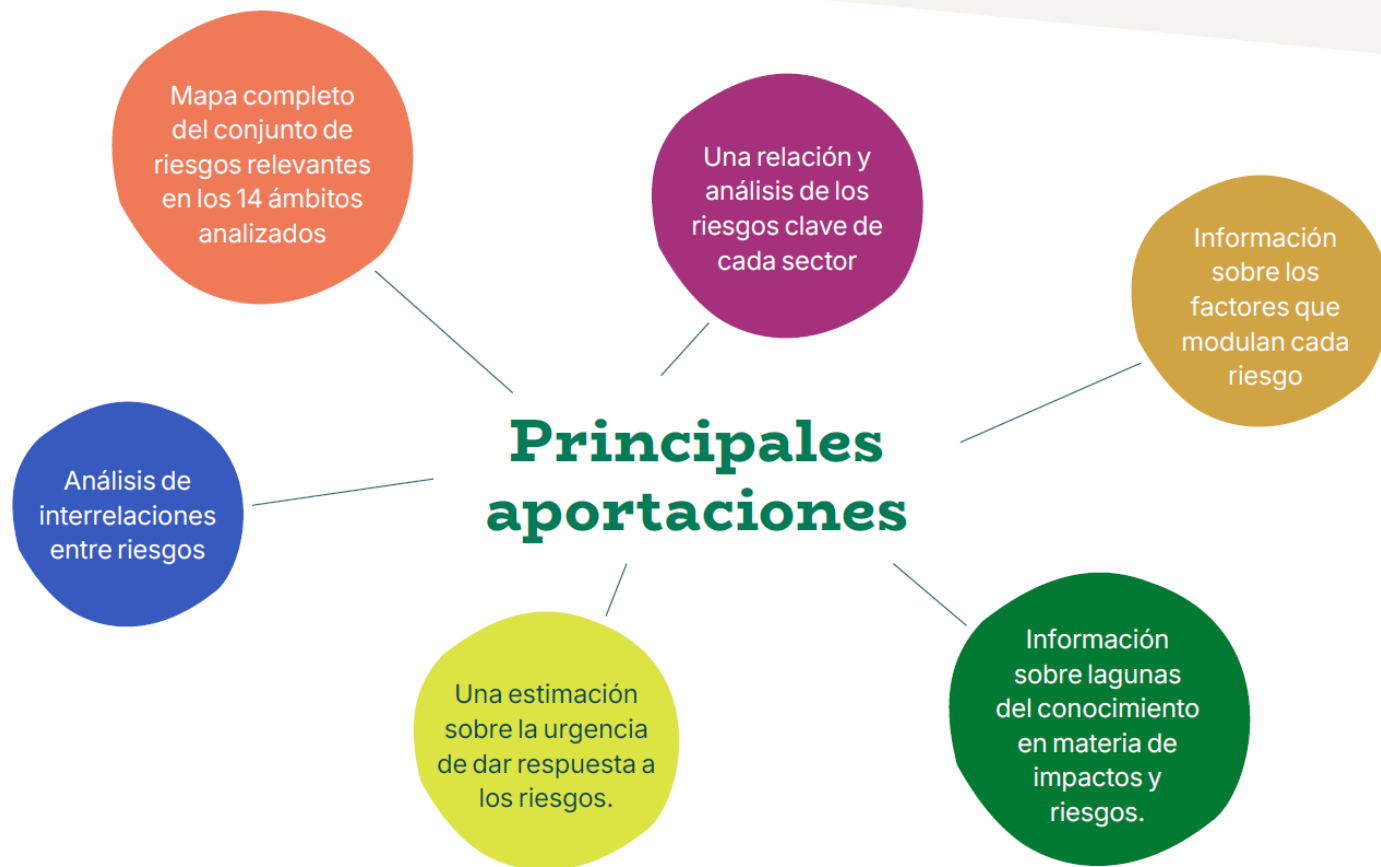 Mapa completo
del conjunto de
riesgos relevantes
en los 14 ámbitos
analizados
Una relación y
análisis de los
riesgos clave de
cada sector
Información
sobre los
factores que
modulan cada
riesgo
Principales
aportaciones
Análisis de
interrelaciones
entre riesgos
Una estimación
sobre la urgencia
de dar respuesta a
los riesgos.
Información
sobre lagunas
del conocimiento
en materia de
impactos y
riesgos.